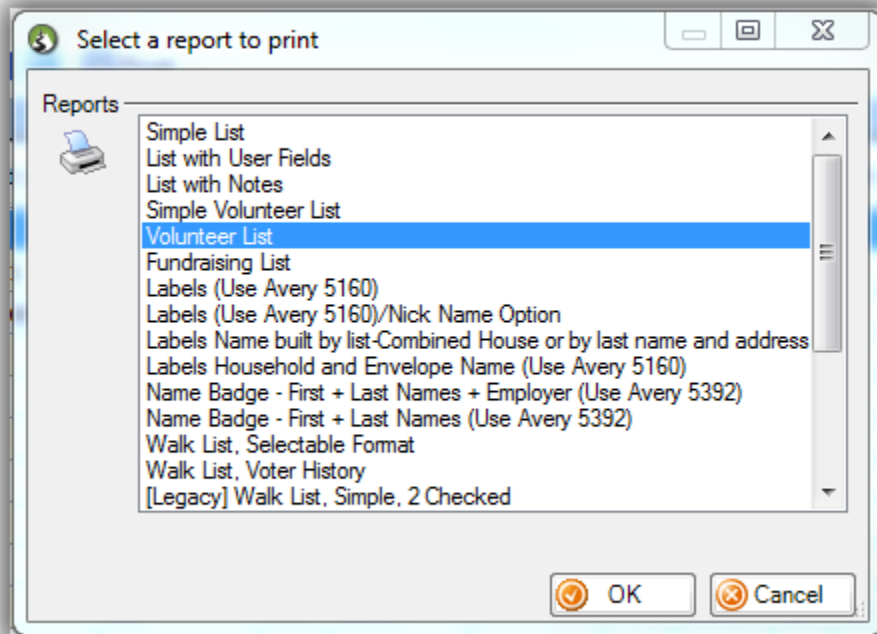 Select a report to print
Reports
Simple List
List with User Fields
List with Notes
Simple Volunteer List
Volunteer List
Fundraising List
Labels (Use Avery 5160)
Labels (Use Avery 5160)/Nick Name Option
Labels Name built by list-Combined House or by last name and address
Labels Household and Envelope Name (Use Avery 5160)
Name Badge - First + Last Names + Employer (Use Avery 5392)
Name Badge - First + Last Names (Use Avery 5392)
Walk List, Selectable Format
Walk List, Voter History
[Legacy] Walk List, Simple, 2 Checked
OK Cancel